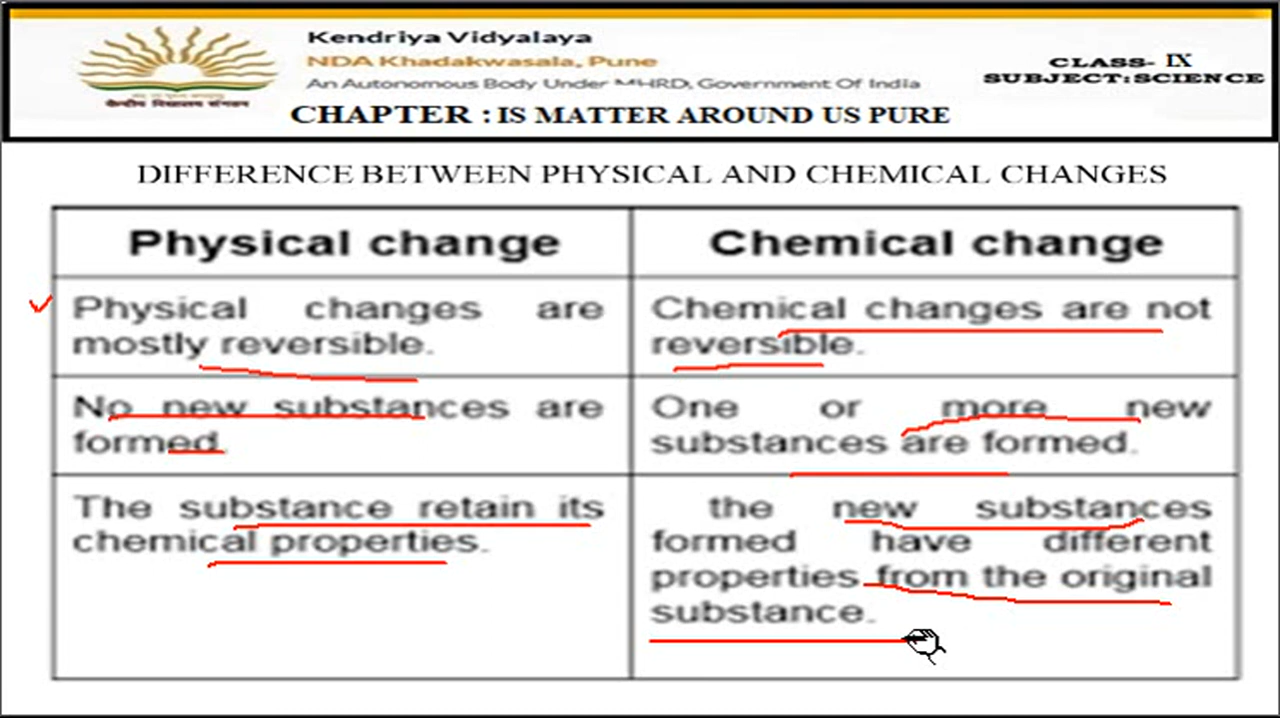 Kendriya Vidyalaya
NDA Khadakwasala, Pune
An Autonomous Body Under MHRD, Government Of India
केन्द्रीय विद्यालय संगठन
CLASS- IX
SUBJECT:SCIENCE
CHAPTER : IS MATTER AROUND US PURE
DIFFERENCE BETWEEN PHYSICAL AND CHEMICAL CHANGES
Physical change
Chemical change
Physical changes are
mostly reversible.
Chemical changes are not
reversible.
No new substances are
formed.
One or more new
substances are formed.
The substance retain its
chemical properties.
the new substances
formed have different
properties from the original
substance.